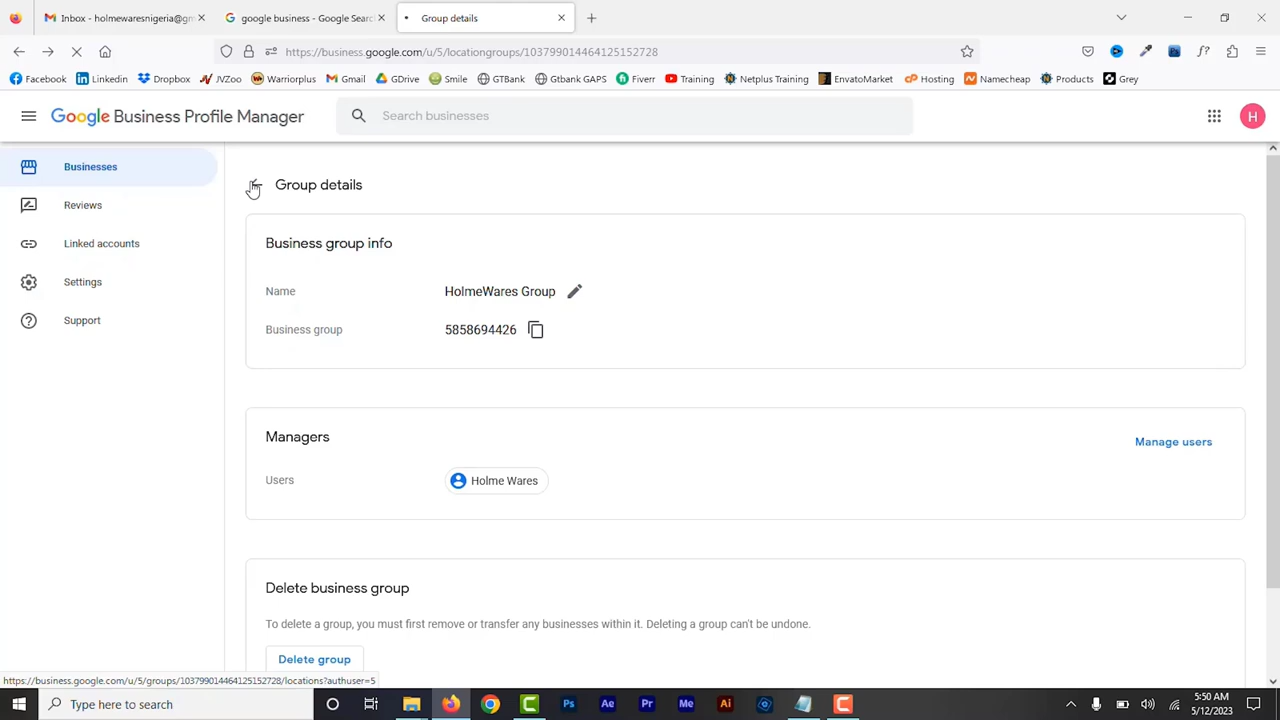 Inbox - holmewaresnigeria@gm
google business - Google Searc
Group details
https://business.google.com/u/5/locationgroups/103799014464125152728
Facebook
Linkedin
Dropbox
JVZoo
Warriorplus
Gmail
GDrive
Smile
GTBank
Gtbank GAPS
Fiverr
Training
Netplus Training
EnvatoMarket
Hosting
Namecheap
Products
Grey
Google Business Profile Manager
Search businesses
H
Businesses
Reviews
Linked accounts
Settings
Support
Group details
Business group info
Name
HolmeWares Group
Business group
5858694426
Managers
Manage users
Users
Holme Wares
Delete business group
To delete a group, you must first remove or transfer any businesses within it. Deleting a group can't be undone.
Delete group
https://business.google.com/u/5/groups/103799014464125152728/locations?authuser=5
Type here to search
5:50 AM
5/12/2023